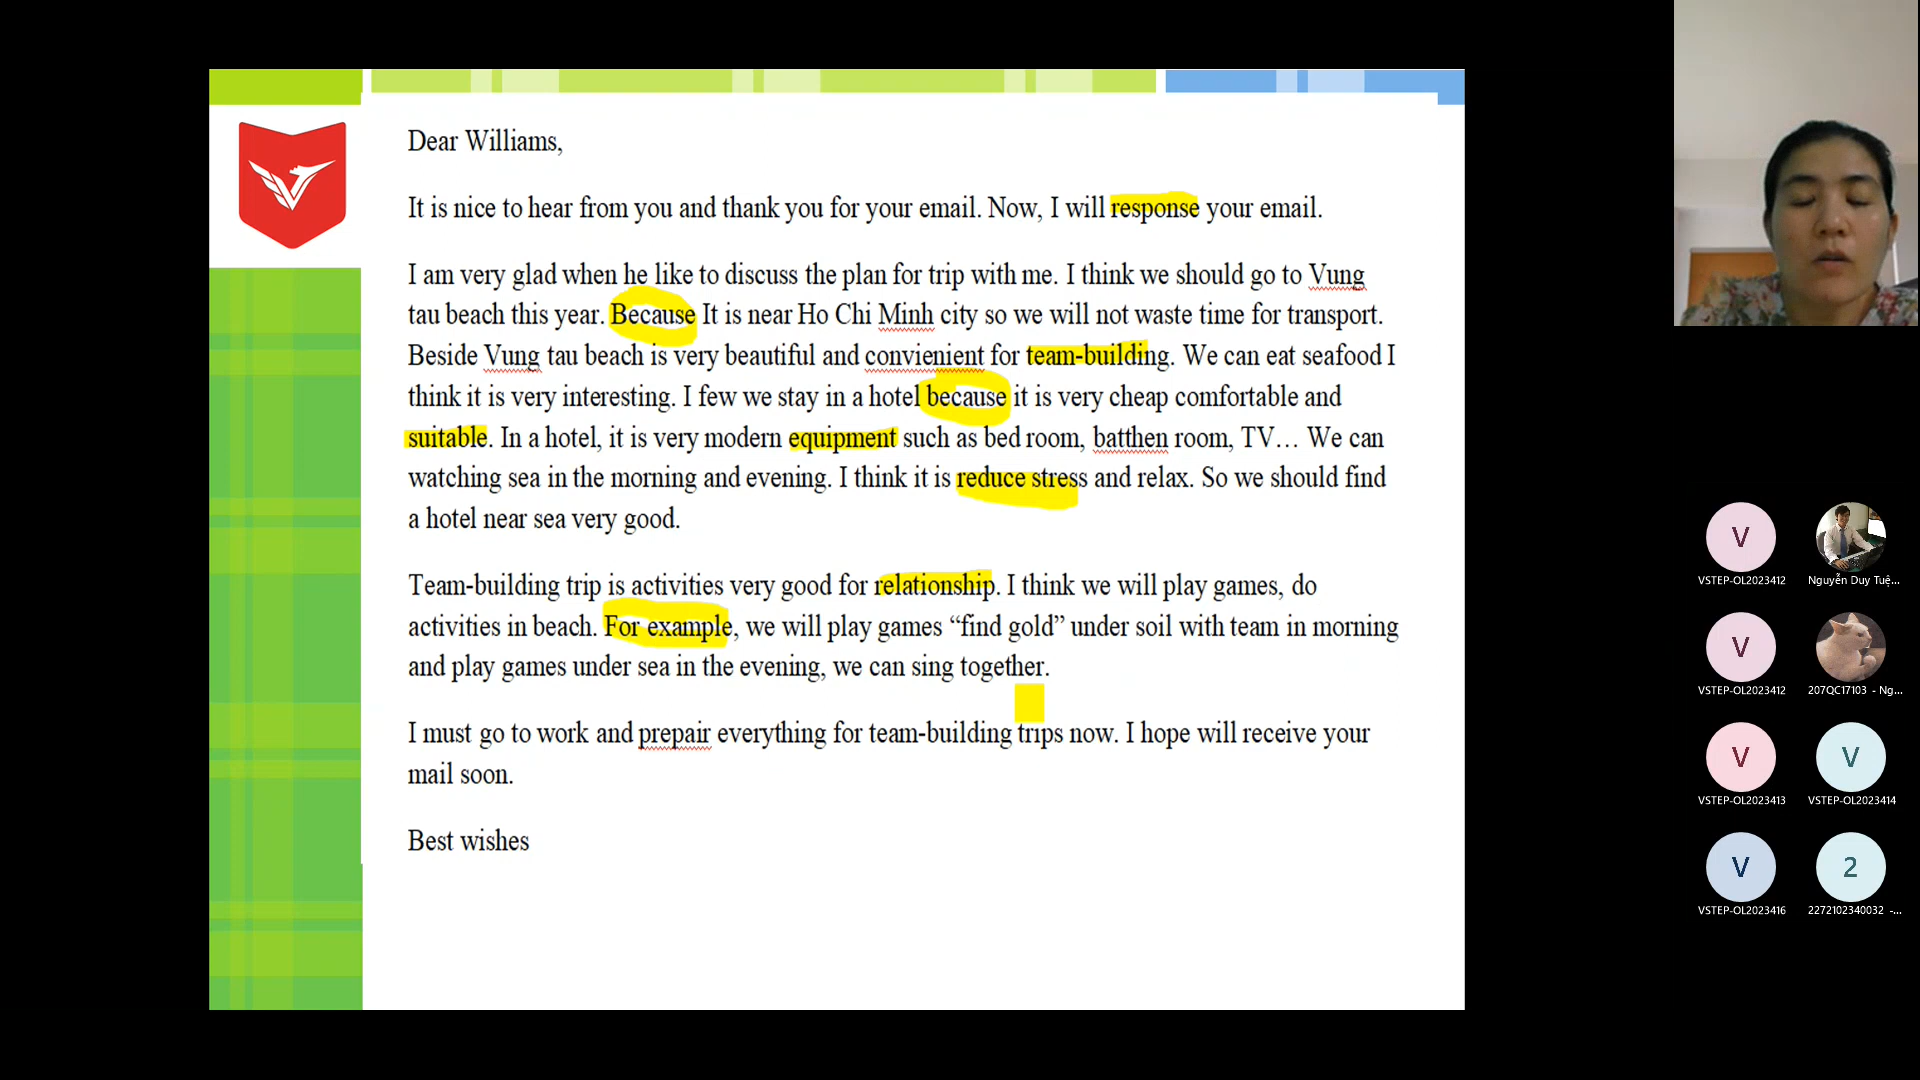 Dear Williams,
It is nice to hear from you and thank you for your email. Now, I will response your email.
I am very glad when he like to discuss the plan for trip with me. I think we should go to Vung
tau beach this year. Because It is near Ho Chi Minh city so we will not waste time for transport.
Beside Vung tau beach is very beautiful and convienient for team-building. We can eat seafood I
think it is very interesting. I few we stay in a hotel because it is very cheap comfortable and
suitable. In a hotel, it is very modern equipment such as bed room, batthen room, TV… We can
watching sea in the morning and evening. I think it is reduce stress and relax. So we should find
a hotel near sea very good.
Team-building trip is activities very good for relationship. I think we will play games, do
activities in beach. For example, we will play games “find gold” under soil with team in morning
and play games under sea in the evening, we can sing together.
I must go to work and prepair everything for team-building trips now. I hope will receive your
mail soon.
Best wishes
V
VSTEP-OL2023412
Nguyễn Duy Tuệ...
V
VSTEP-OL2023412
207QC17103 - Ng...
V
V
VSTEP-OL2023413
VSTEP-OL2023414
V
2
VSTEP-OL2023416
2272102340032 -...